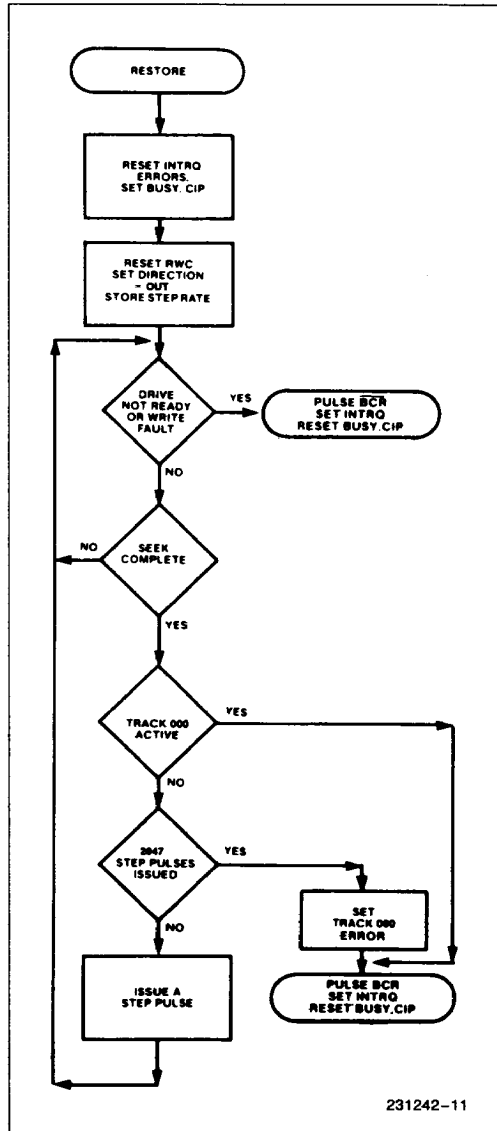 RESTORE
RESET INTRQ
ERRORS.
SET BUSY. CIP
RESET RWC
SET DIRECTION
= OUT
STORE STEP RATE
DRIVE
NOT READY
OR WRITE
FAULT
YES
PULSE B̅C̅R̅
SET INTRQ
RESET BUSY.CIP
NO
SEEK
COMPLETE
NO
YES
TRACK 000
ACTIVE
YES
NO
2047
STEP PULSES
ISSUED
YES
NO
SET
TRACK 000
ERROR
ISSUE A
STEP PULSE
PULSE BCR
SET INTRQ
RESET BUSY.CIP
231242–11